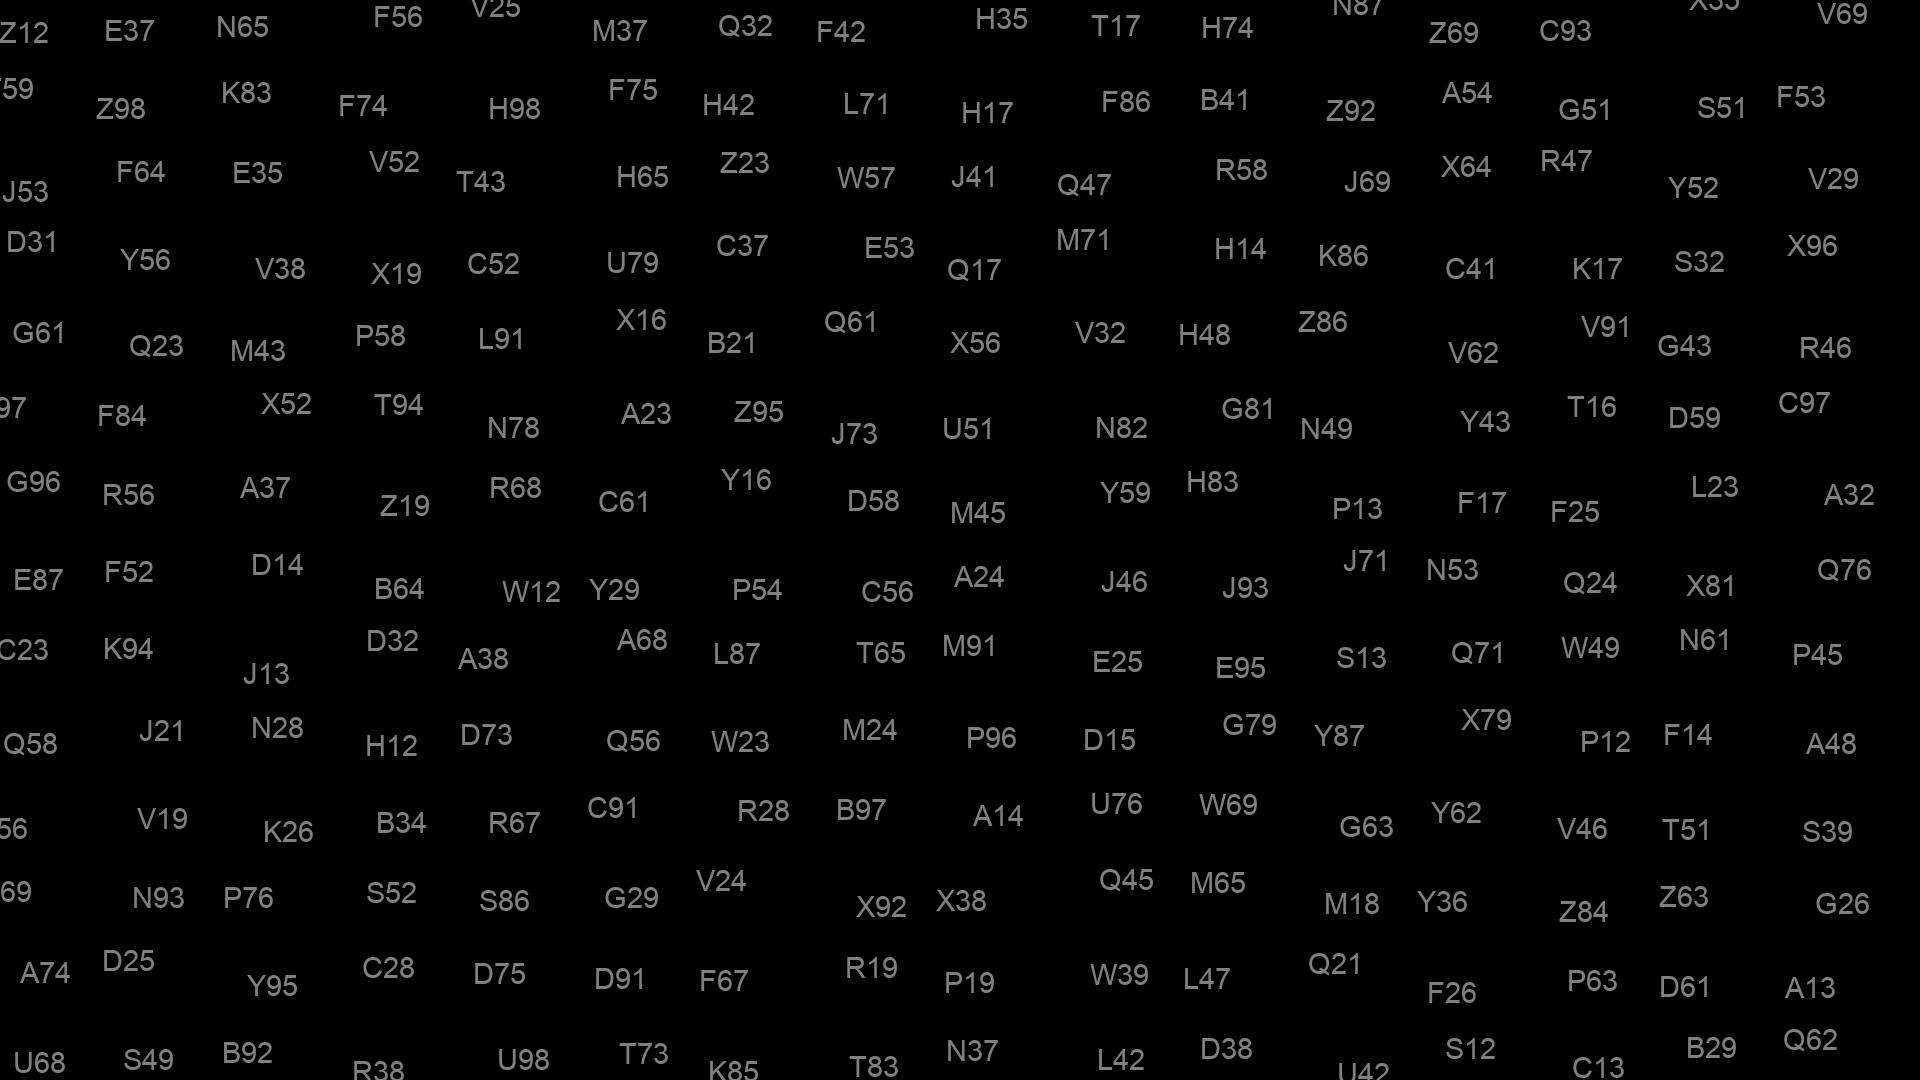 Z12 E37 N65 F56 V25 M37 Q32 F42 H35 T17 H74 N87 Z69 C93 X35 V69
Z98 K83 F74 H98 F75 H42 L71 H17 F86 B41 Z92 A54 G51 S51 F53
J53 F64 E35 V52 T43 H65 Z23 W57 J41 Q47 R58 J69 X64 R47 Y52 V29
D31 Y56 V38 X19 C52 U79 C37 E53 Q17 M71 H14 K86 C41 K17 S32 X96
G61 Q23 M43 P58 L91 X16 B21 Q61 X56 V32 H48 Z86 V62 V91 G43 R46
97 F84 X52 T94 N78 A23 Z95 J73 U51 N82 G81 N49 Y43 T16 D59 C97
G96 R56 A37 Z19 R68 C61 Y16 D58 M45 Y59 H83 P13 F17 F25 L23 A32
E87 F52 D14 B64 W12 Y29 P54 C56 A24 J46 J93 J71 N53 Q24 X81 Q76
C23 K94 J13 D32 A38 A68 L87 T65 M91 E25 E95 S13 Q71 W49 N61 P45
Q58 J21 N28 H12 D73 Q56 W23 M24 P96 D15 G79 Y87 X79 P12 F14 A48
56 V19 K26 B34 R67 C91 R28 B97 A14 U76 W69 G63 Y62 V46 T51 S39
69 N93 P76 S52 S86 G29 V24 X92 X38 Q45 M65 M18 Y36 Z84 Z63 G26
A74 D25 Y95 C28 D75 D91 F67 R19 P19 W39 L47 Q21 F26 P63 D61 A13
U68 S49 B92 R38 U98 T73 K85 T83 N37 L42 D38 U42 S12 C13 B29 Q62